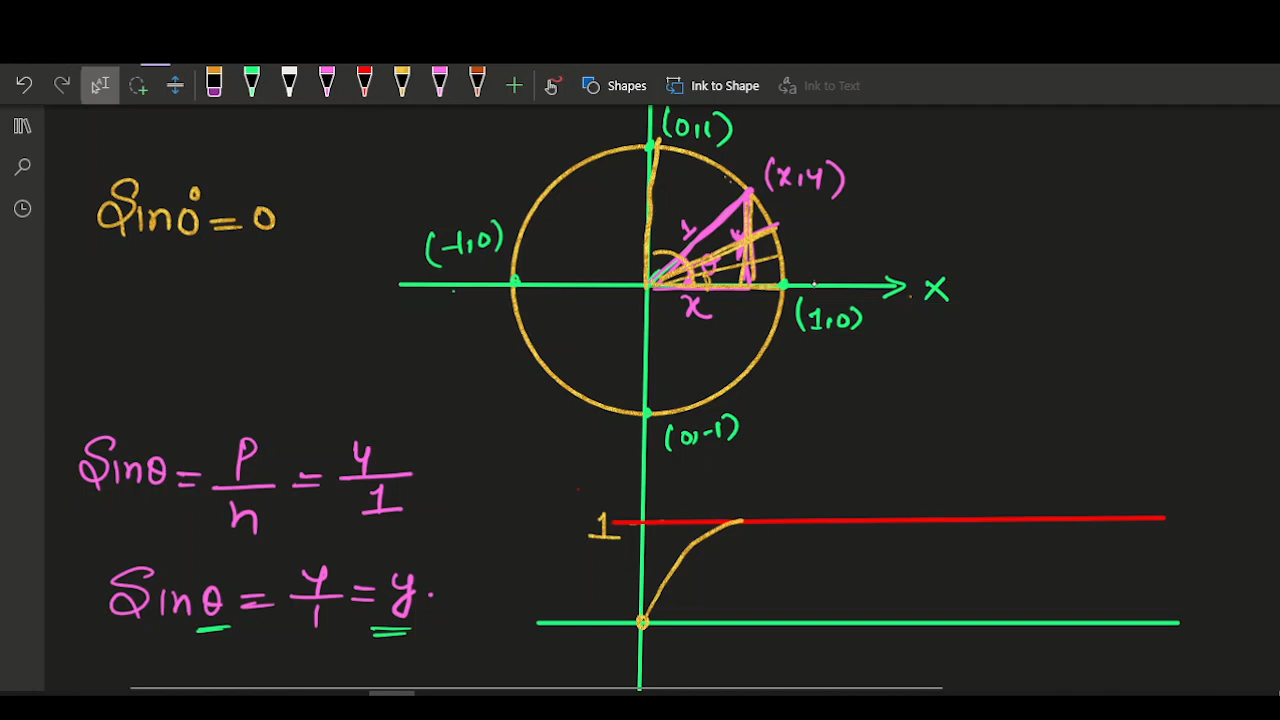 Shapes
Ink to Shape
Ink to Text
(0,1)
(x,y)
Sin0° = 0
(-1,0)
y
θ
x
X
(1,0)
(0,-1)
Sinθ = P/h = y/1
1
Sinθ = y/1 = y.